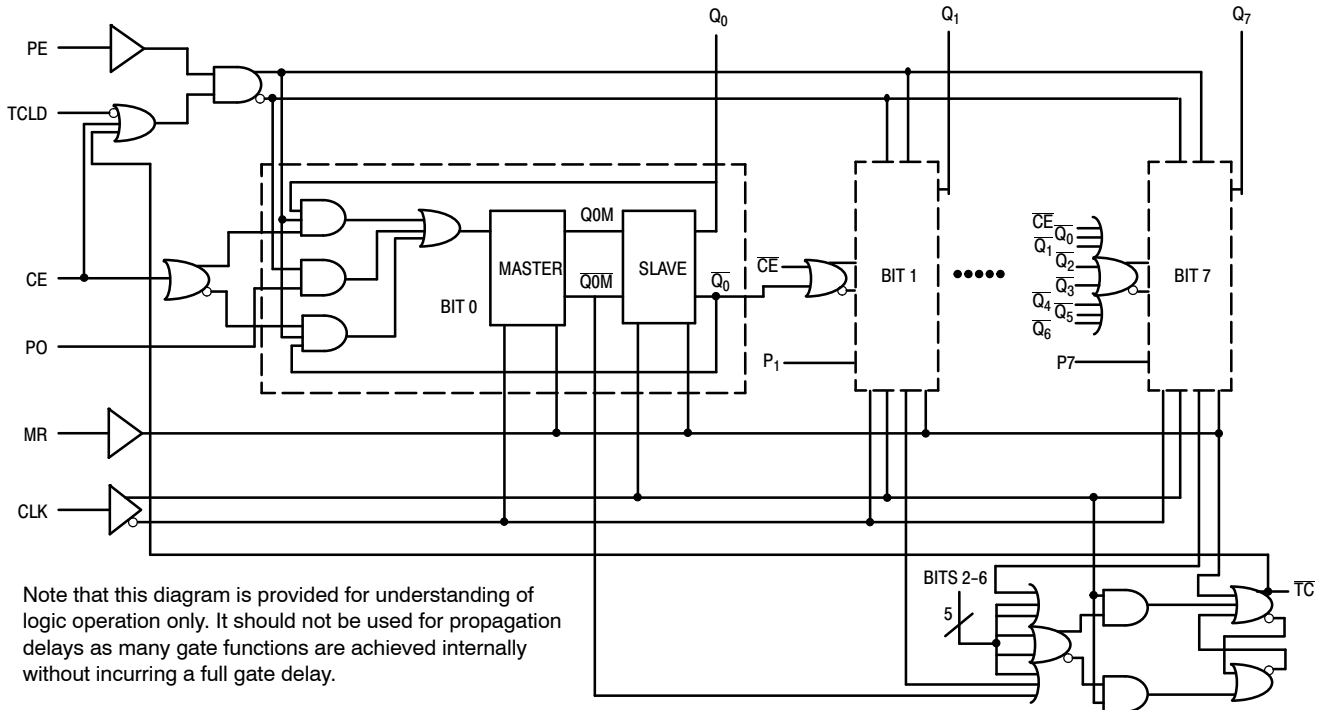 Q0
Q1
Q7
PE
TCLD
CE
PO
MR
CLK
Q0M
Q0M
MASTER
SLAVE
BIT 0
Q0
CE
BIT 1
P1
CE
Q0
Q1
Q2
Q3
Q4
Q5
Q6
BIT 7
P7
BITS 2-6
5
TC
Note that this diagram is provided for understanding of
logic operation only. It should not be used for propagation
delays as many gate functions are achieved internally
without incurring a full gate delay.